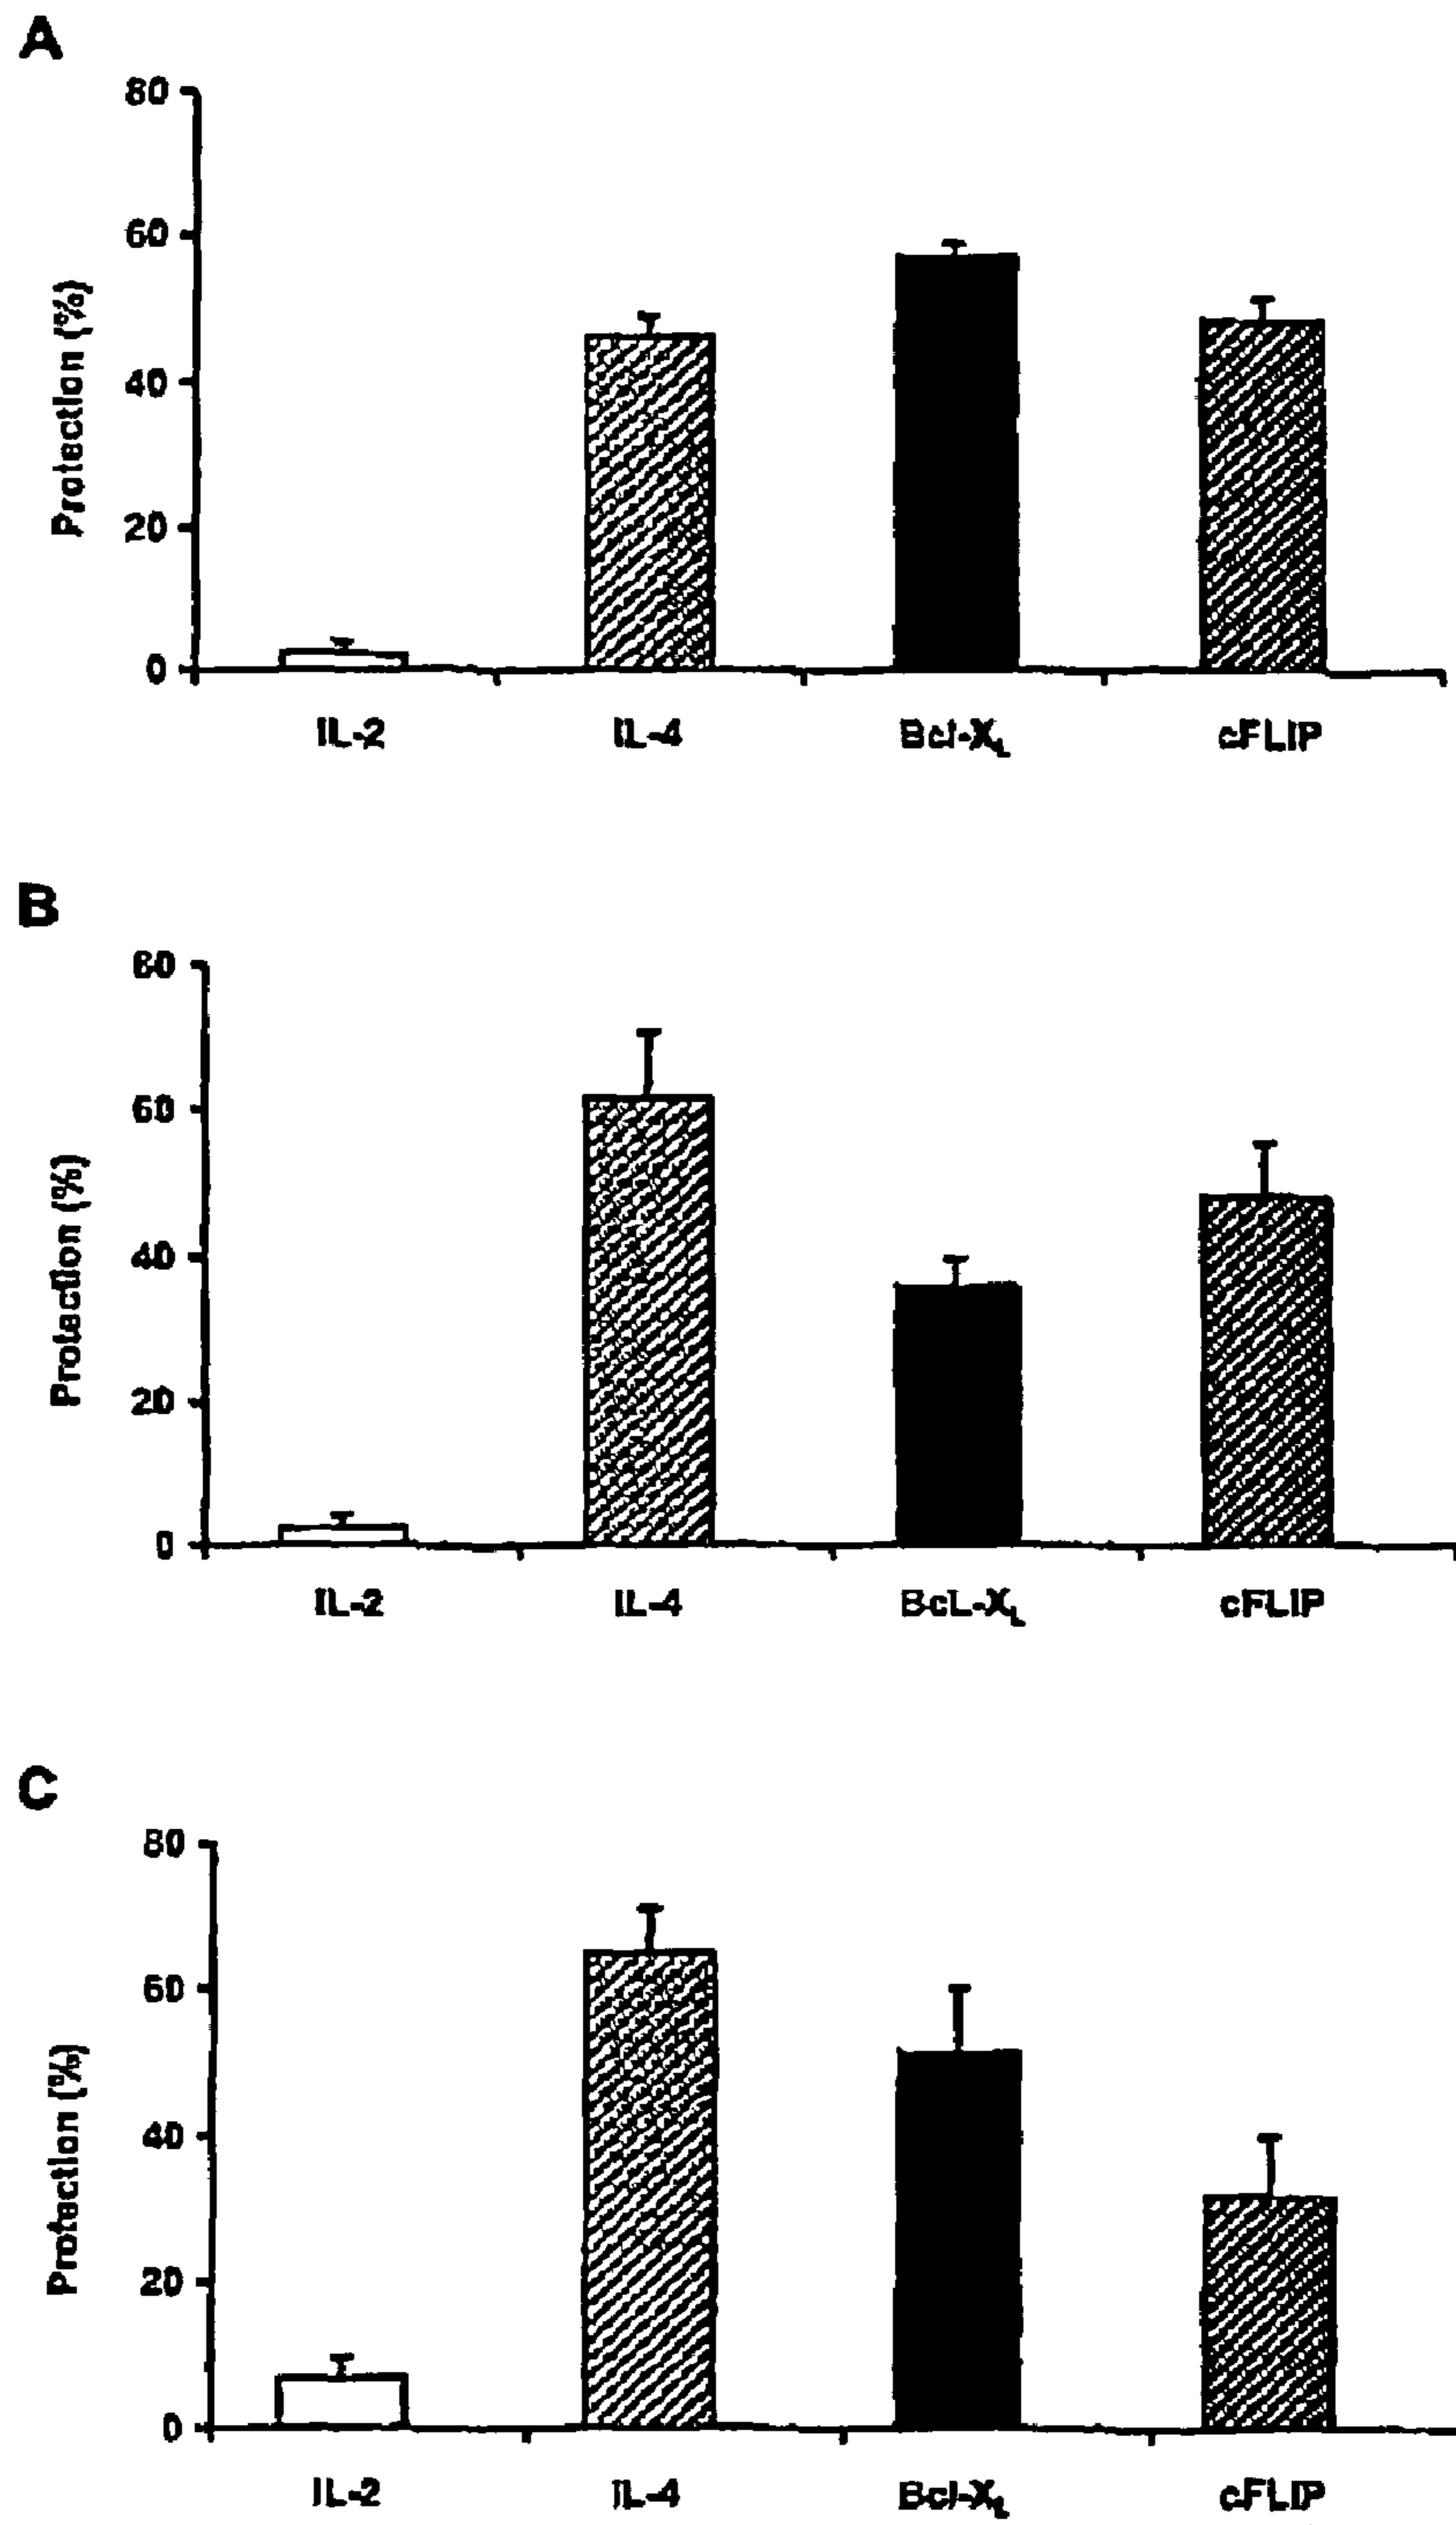 A
80
60
40
20
0
Protection (%)
IL-2 IL-4 Bcl-XL cFLIP
B
80
60
40
20
0
Protection (%)
IL-2 IL-4 BcL-XL cFLIP
C
80
60
40
20
0
Protection (%)
IL-2 IL-4 Bcl-XL cFLIP